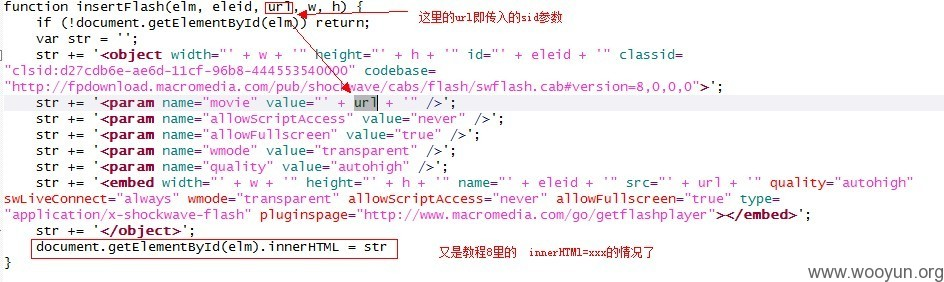 function insertFlash(elm, eleid, url, w, h) {
这里的url即传入的sid参数
if (!document.getElementById(elm)) return;
var str = '';
str += '<object width="' + w + '" height="' + h + '" id="' + eleid + '" classid=
"clsid:d27cdb6e-ae6d-11cf-96b8-444553540000" codebase=
"http://fpdownload.macromedia.com/pub/shockwave/cabs/flash/swflash.cab#version=8,0,0,0">';
str += '<param name="movie" value="' + url + '" />';
str += '<param name="allowScriptAccess" value="never" />';
str += '<param name="allowFullscreen" value="true" />';
str += '<param name="wmode" value="transparent" />';
str += '<param name="quality" value="autohigh" />';
str += '<embed width="' + w + '" height="' + h + '" name="' + eleid + '" src="' + url + '" quality="autohigh"
swLiveConnect="always" wmode="transparent" allowScriptAccess="never" allowFullscreen="true" type=
"application/x-shockwave-flash" pluginspage="http://www.macromedia.com/go/getflashplayer"></embed>';
str += '</object>';
document.getElementById(elm).innerHTML = str
又是教程8里的 innerHTMl=xxx的情况了
}
www.wooyun.org